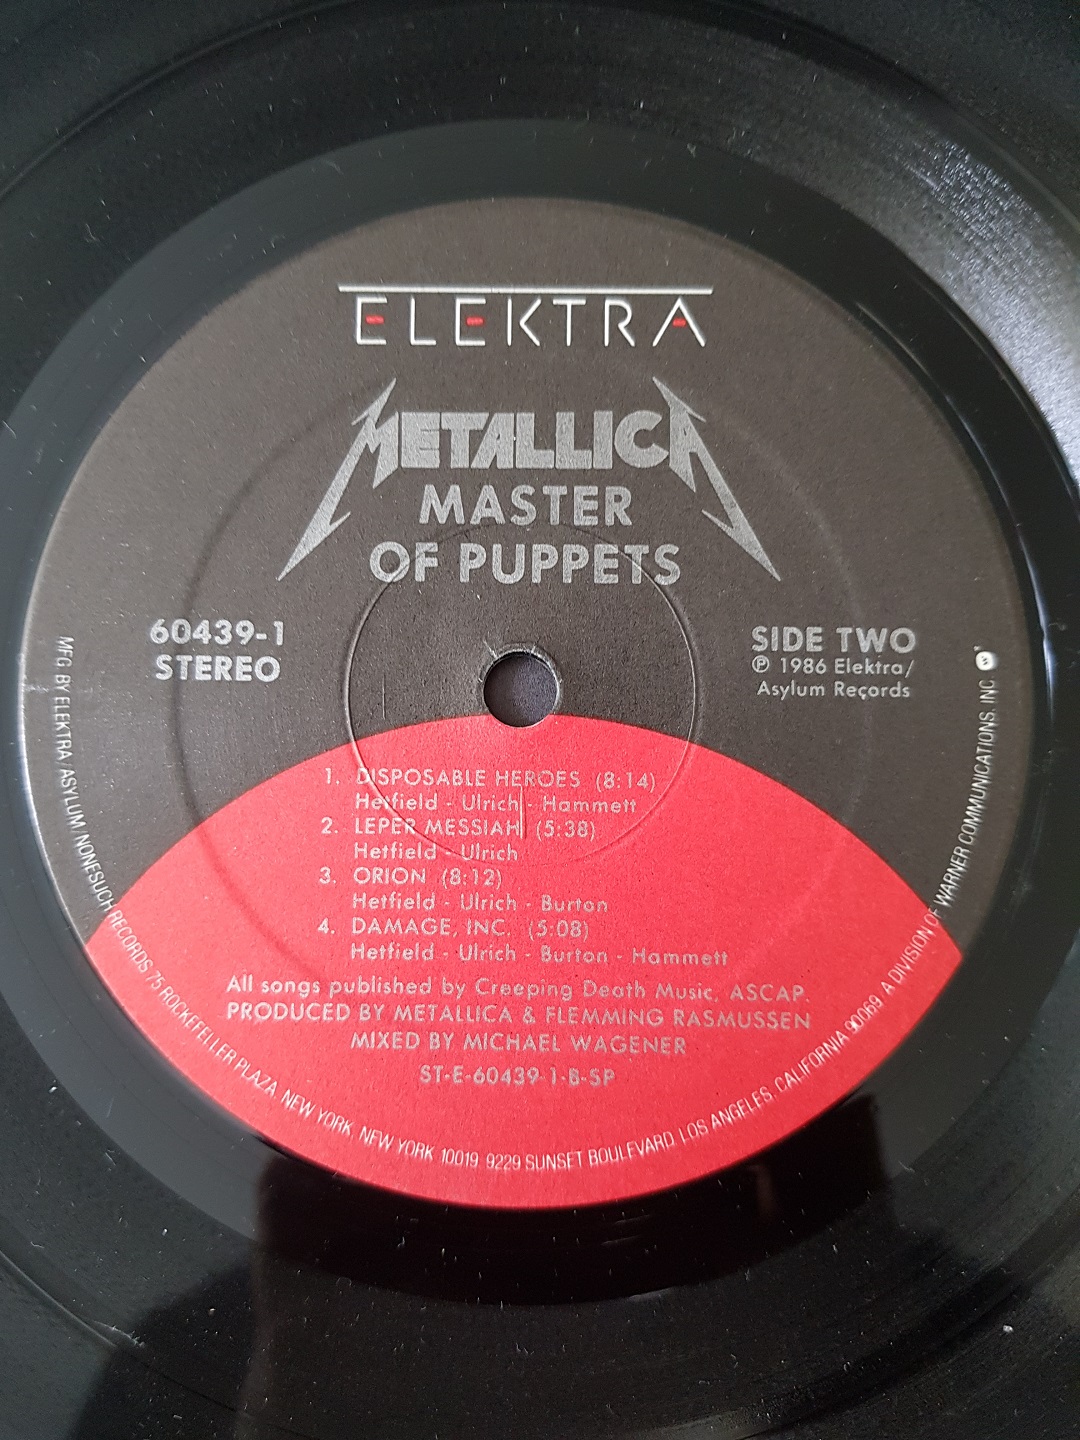 ELEKTRA
METALLICA
MASTER
OF PUPPETS
60439-1
STEREO
SIDE TWO
℗ 1986 Elektra/
Asylum Records
1. DISPOSABLE HEROES (8:14)
Hetfield - Ulrich - Hammett
2. LEPER MESSIAH (5:38)
Hetfield - Ulrich
3. ORION (8:12)
Hetfield - Ulrich - Burton
4. DAMAGE, INC. (5:08)
Hetfield - Ulrich - Burton - Hammett
All songs published by Creeping Death Music, ASCAP.
PRODUCED BY METALLICA & FLEMMING RASMUSSEN
MIXED BY MICHAEL WAGENER
ST-E-60439-1-B-SP
MFG. BY ELEKTRA/ASYLUM/NONESUCH RECORDS 75 ROCKEFELLER PLAZA, NEW YORK, NEW YORK 10019. 9229 SUNSET BOULEVARD, LOS ANGELES, CALIFORNIA 90069. A DIVISION OF WARNER COMMUNICATIONS, INC.